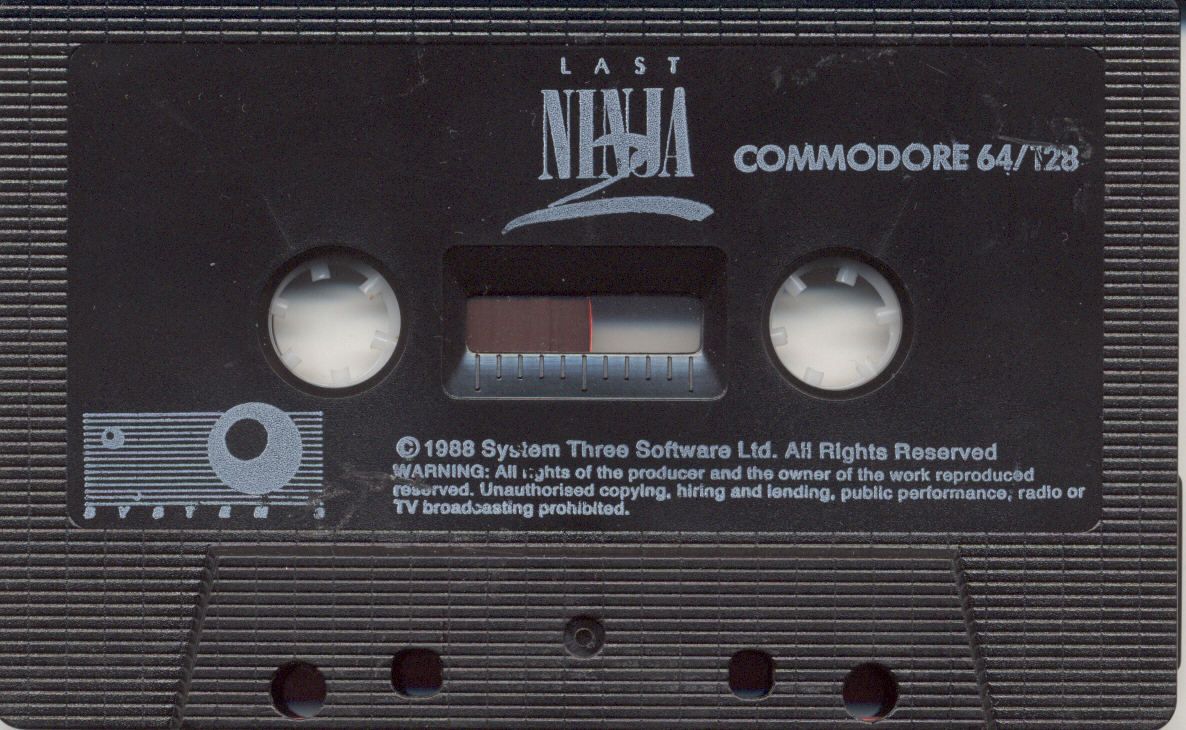 LAST
NINJA
2
COMMODORE 64/128
SYSTEM 3
© 1988 System Three Software Ltd. All Rights Reserved
WARNING: All rights of the producer and the owner of the work reproduced
reserved. Unauthorised copying, hiring and lending, public performance, radio or
TV broadcasting prohibited.